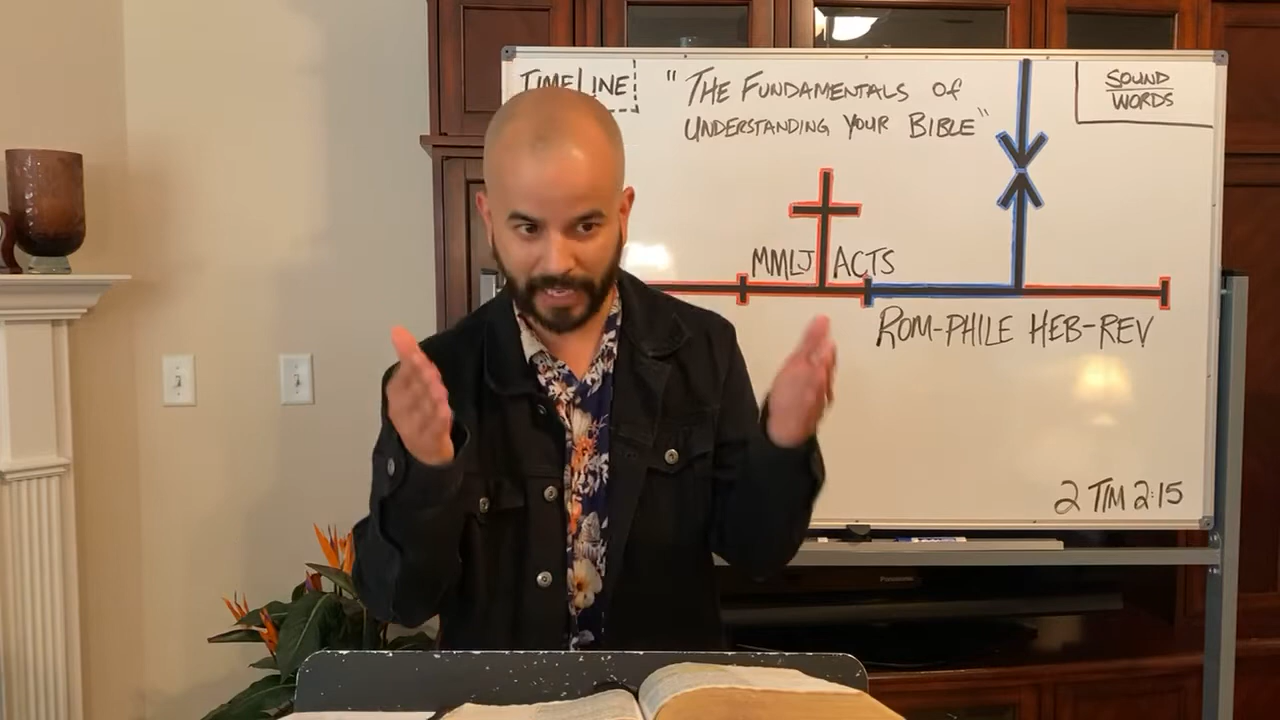 TIMELINE
"THE FUNDAMENTALS OF
UNDERSTANDING YOUR BIBLE"
SOUND
WORDS
MMLJ ACTS
ROM-PHILE HEB-REV
2 TIM 2:15
Panasonic